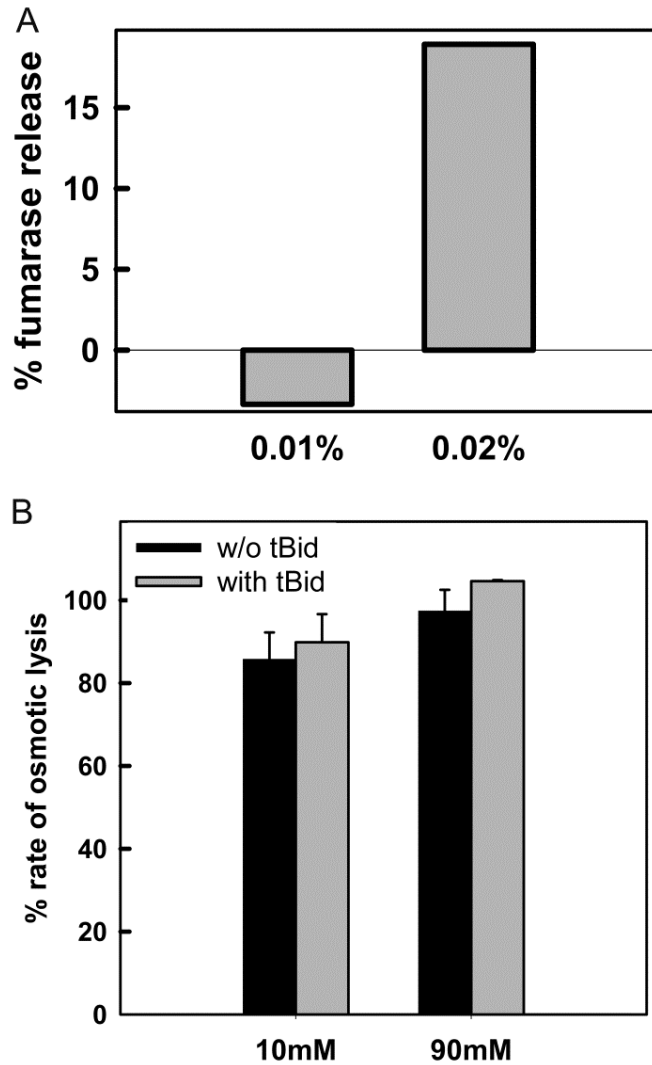 A
% fumarase release
15
10
5
0
0.01%
0.02%
B
w/o tBid
with tBid
% rate of osmotic lysis
100
80
60
40
20
0
10mM
90mM